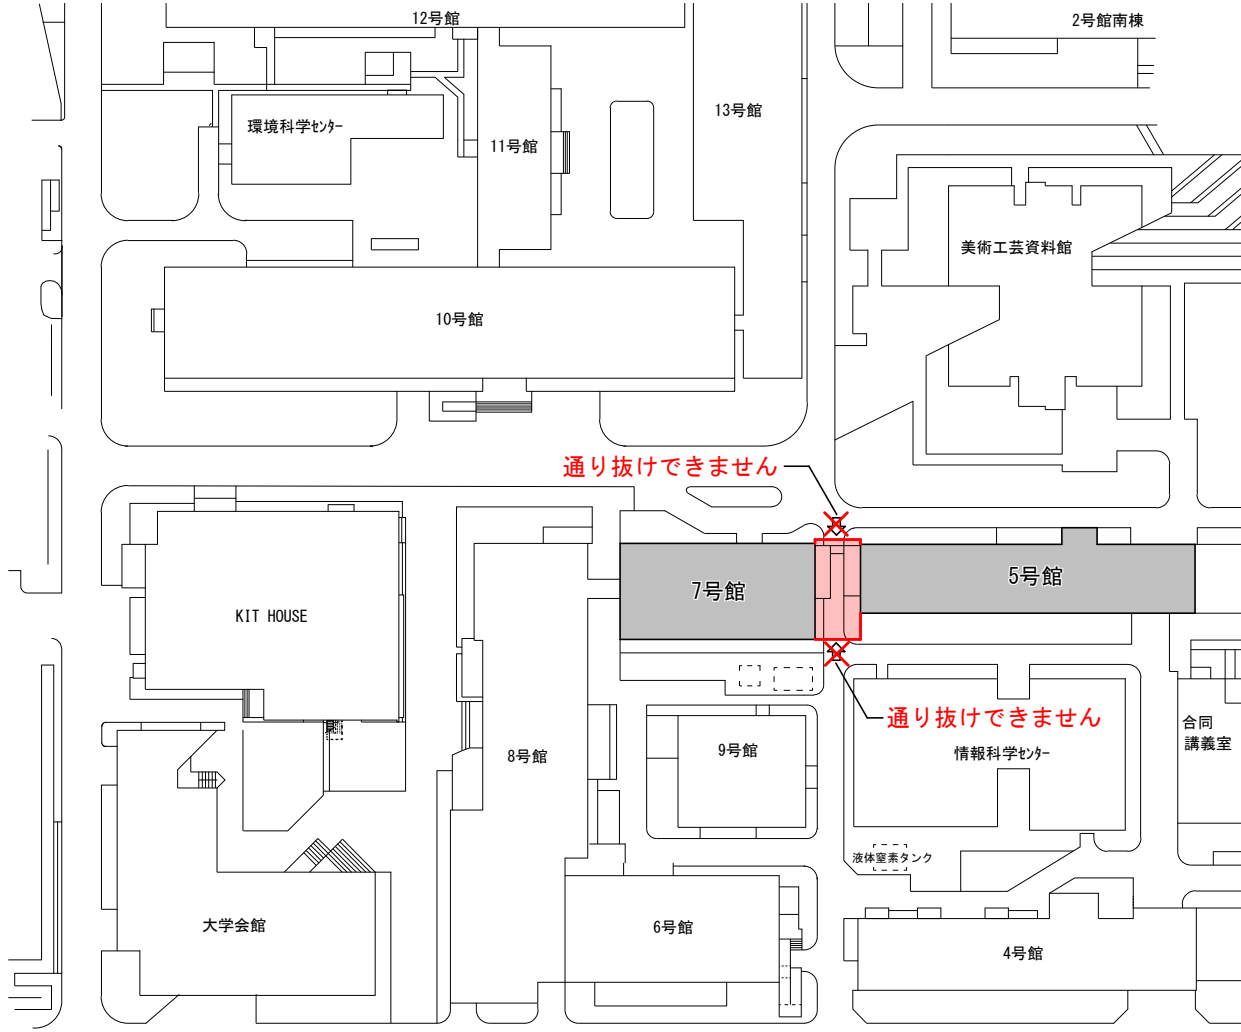 12号館
2号館南棟
13号館
環境科学センター
11号館
美術工芸資料館
10号館
通り抜けできません
7号館
5号館
KIT HOUSE
通り抜けできません
合同
講義室
8号館
9号館
情報科学センター
液体窒素タンク
大学会館
6号館
4号館